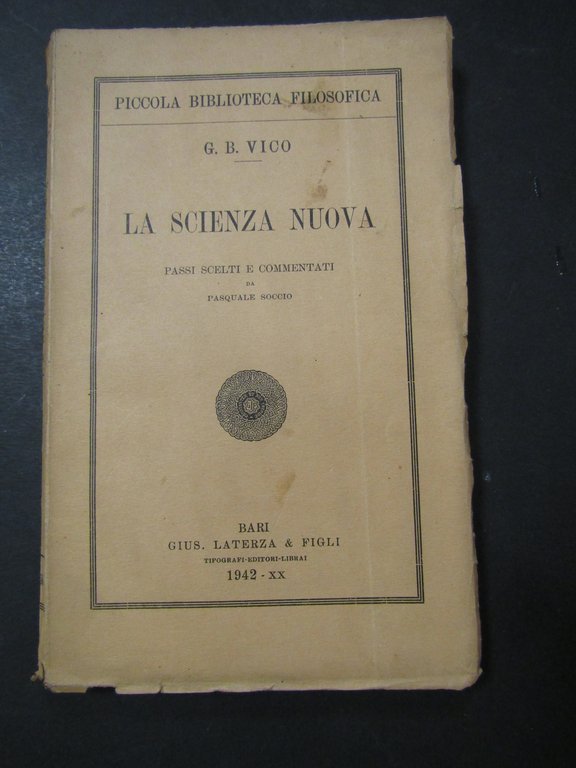 PICCOLA BIBLIOTECA FILOSOFICA
G. B. VICO
LA SCIENZA NUOVA
PASSI SCELTI E COMMENTATI
DA
PASQUALE SOCCIO
BARI
GIUS. LATERZA & FIGLI
TIPOGRAFI-EDITORI-LIBRAI
1942 - XX